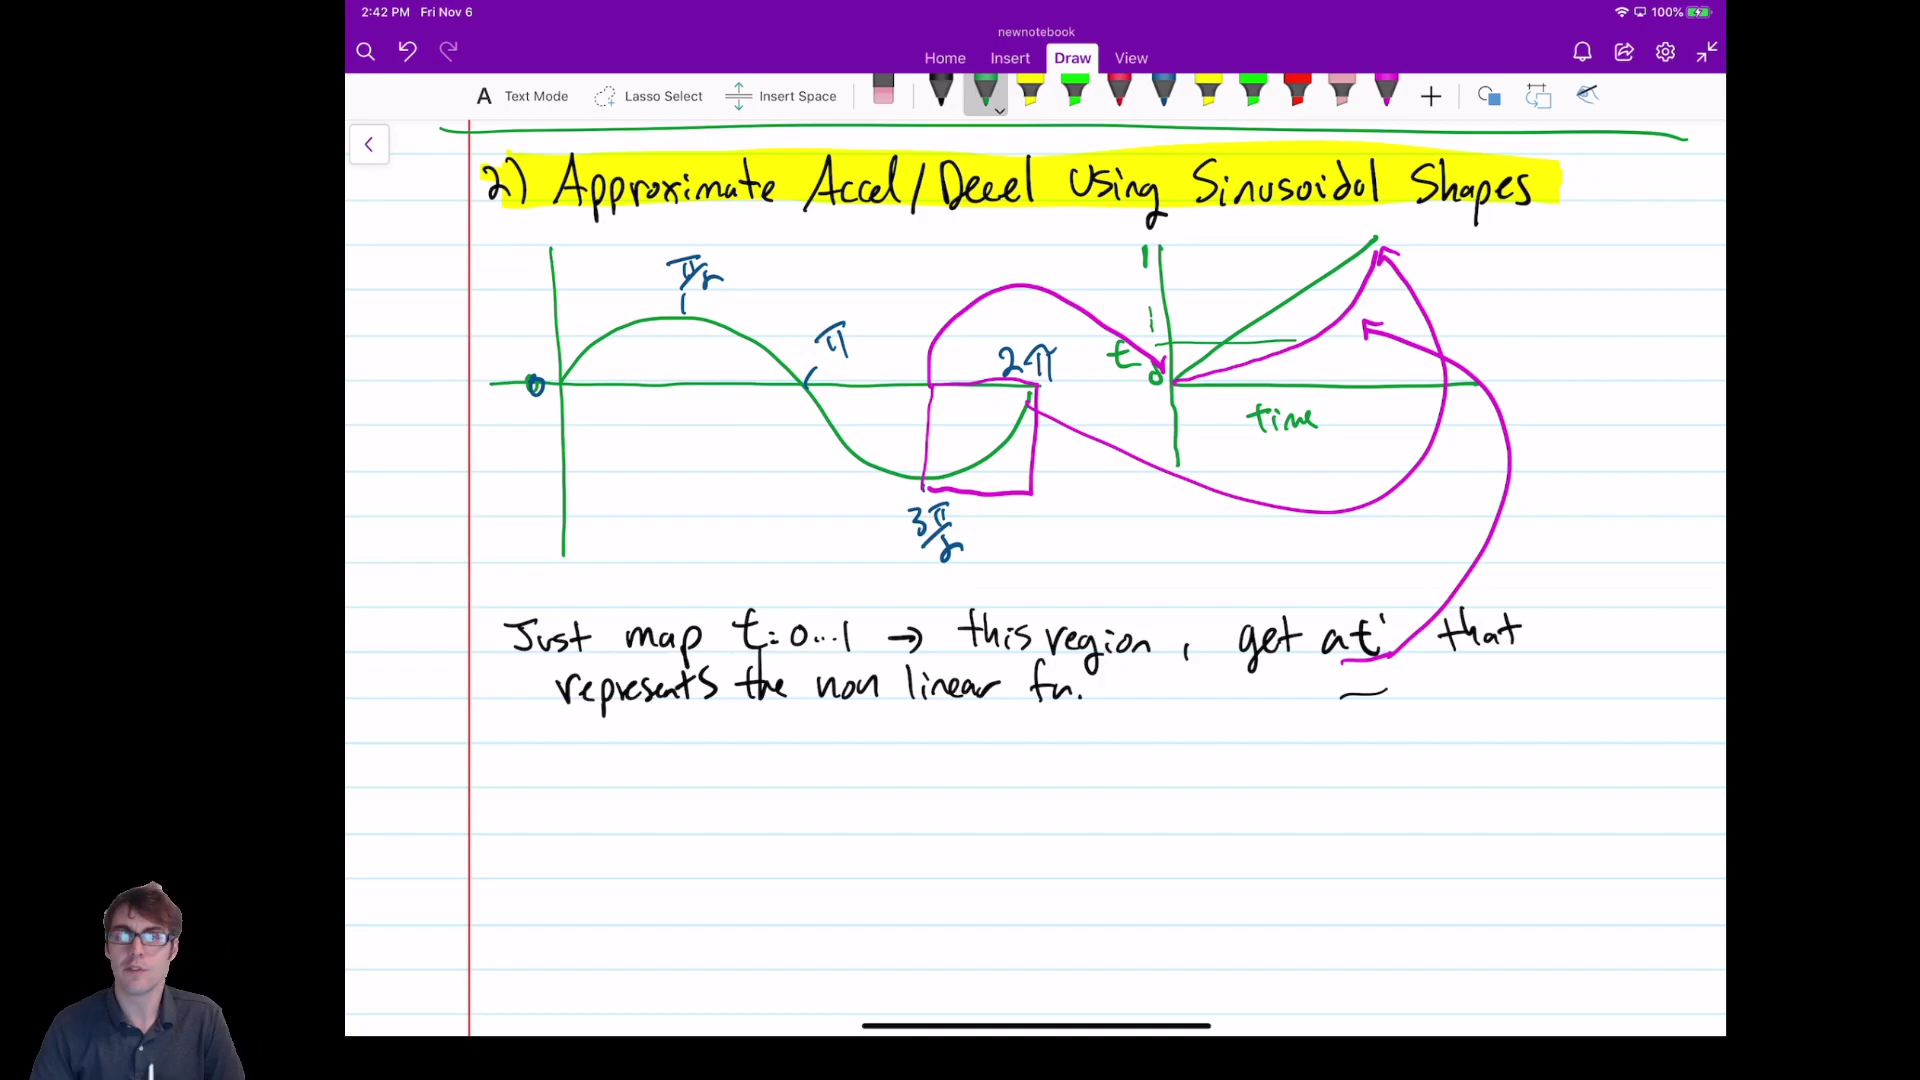 2:42 PM Fri Nov 6
100%
newnotebook
Home Insert Draw View
A Text Mode Lasso Select Insert Space
2) Approximate Accel/Decel Using Sinusoidal Shapes
π/2
1
π
2π
t
0
0
time
3π/2
Just map t=0...1 → this region, get a t' that
represents the non linear fn.